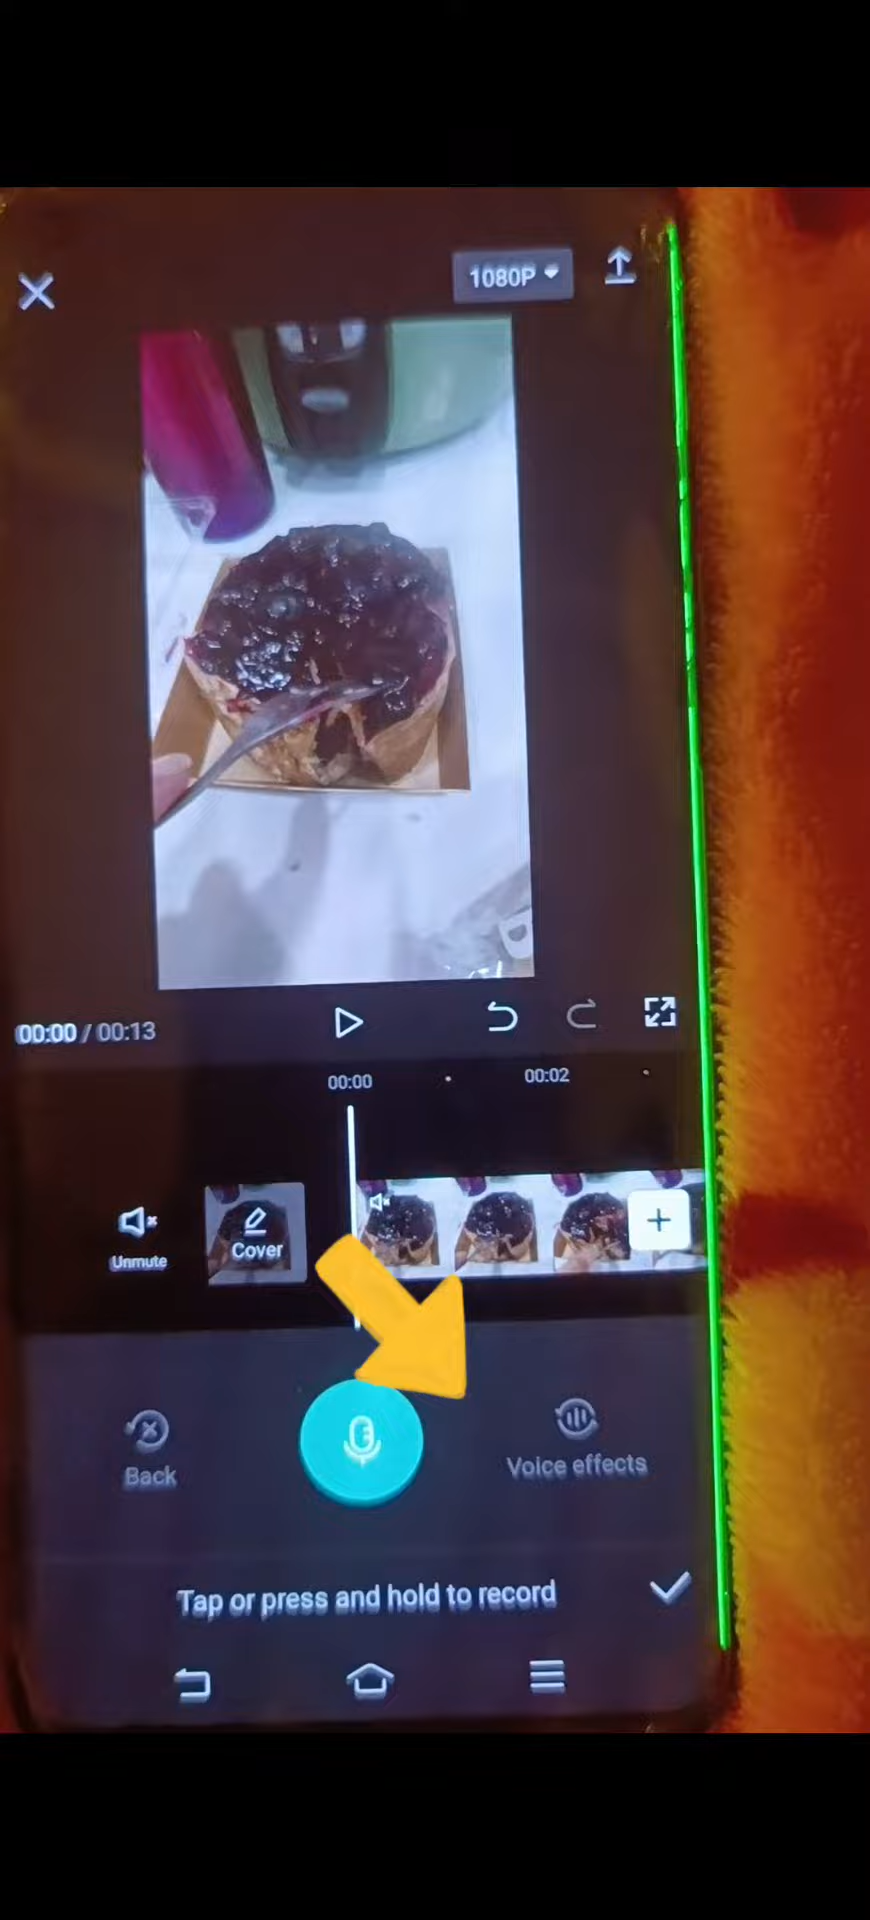 1080P
00:00 / 00:13
00:00
00:02
Unmute
Cover
Back
Voice effects
Tap or press and hold to record